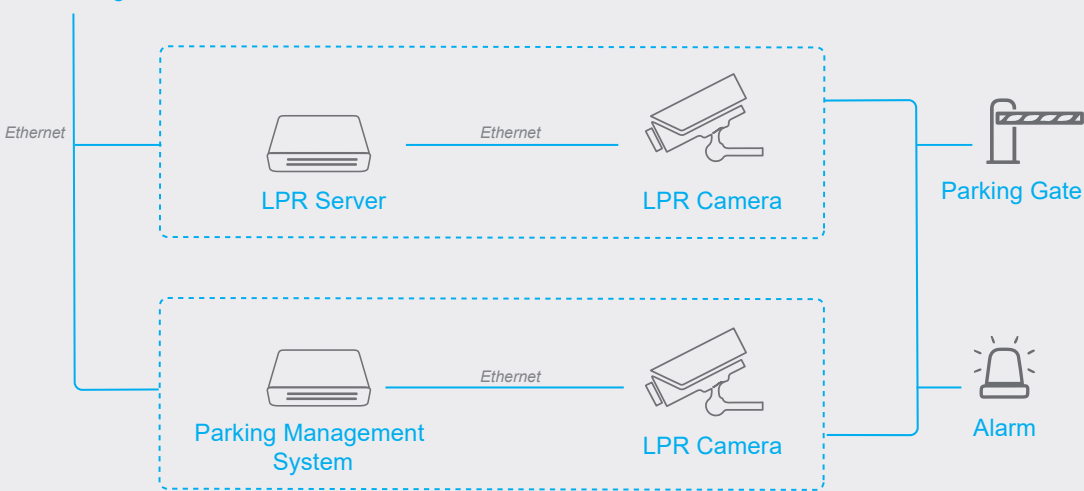 Ethernet
Ethernet
LPR Server
LPR Camera
Parking Gate
Ethernet
Parking Management
System
LPR Camera
Alarm